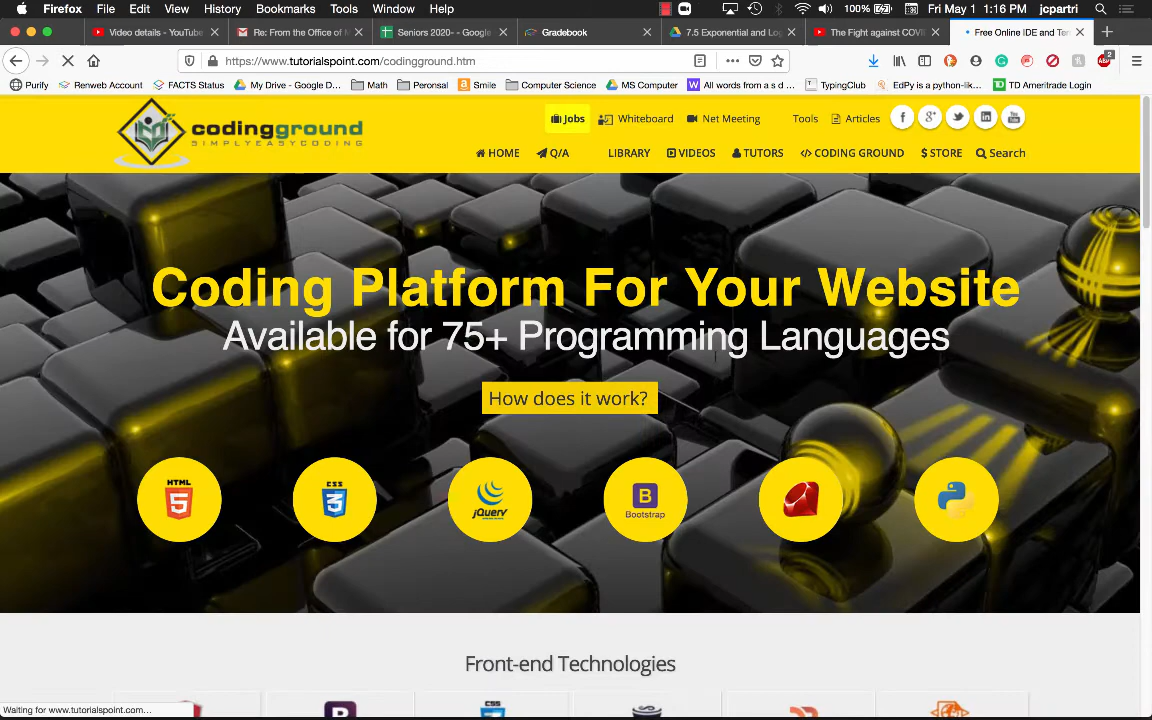 Firefox File Edit View History Bookmarks Tools Window Help 100% Fri May 1 1:16 PM jcpartri
Video details - YouTube Re: From the Office of Seniors 2020- - Google Gradebook 7.5 Exponential and Log The Fight against COVI Free Online IDE and Ter
https://www.tutorialspoint.com/codingground.htm 2
Purify Renweb Account FACTS Status My Drive - Google D... Math Peronsal Smile Computer Science MS Computer All words from a s d ... TypingClub EdPy is a python-lik... TD Ameritrade Login
codingground
SIMPLYEASYCODING
Jobs Whiteboard Net Meeting Tools Articles
HOME Q/A LIBRARY VIDEOS TUTORS CODING GROUND STORE Search
Coding Platform For Your Website
Available for 75+ Programming Languages
How does it work?
HTML 5 CSS 3 jQuery B Bootstrap
Front-end Technologies
Waiting for www.tutorialspoint.com...